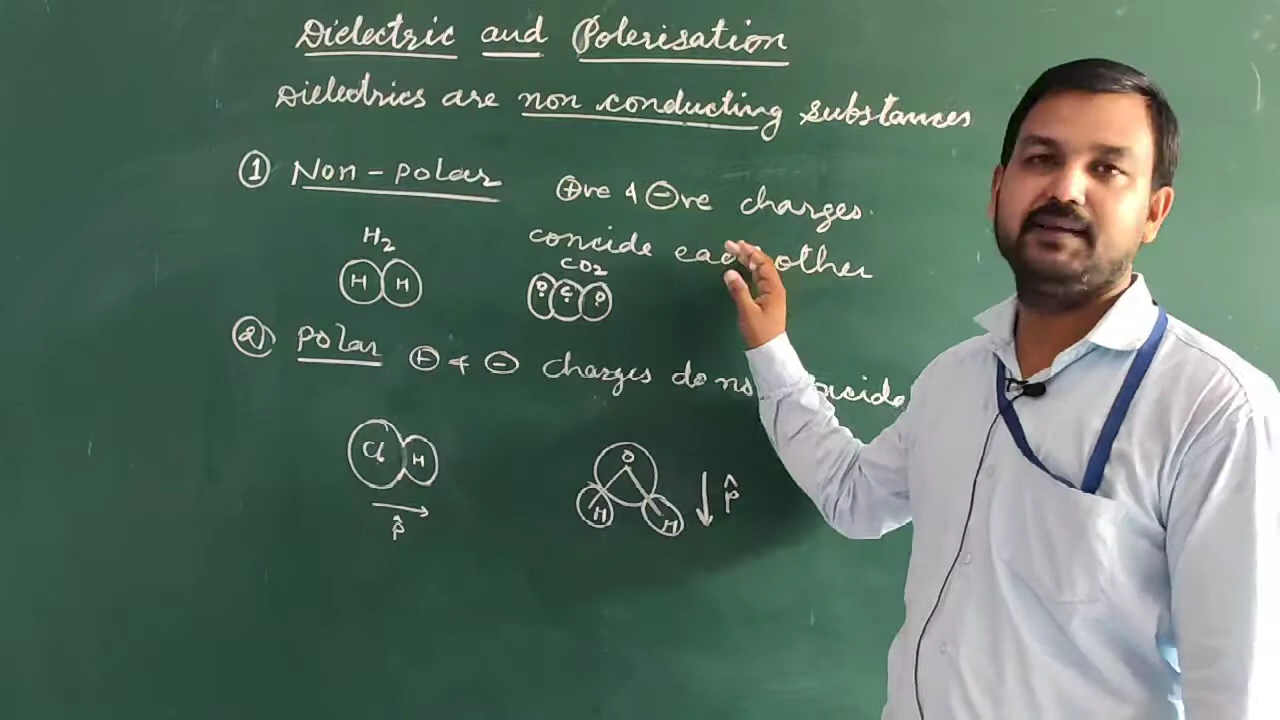 Dielectric and Polerisation
Dielectrics are non conducting substances
① Non-polar ⊕ve & ⊖ve charges
concide each other
H2
CO2
H H
O C O
② Polar ⊕ & ⊖ charges do
Cl H
O
H H
p̂
p̂